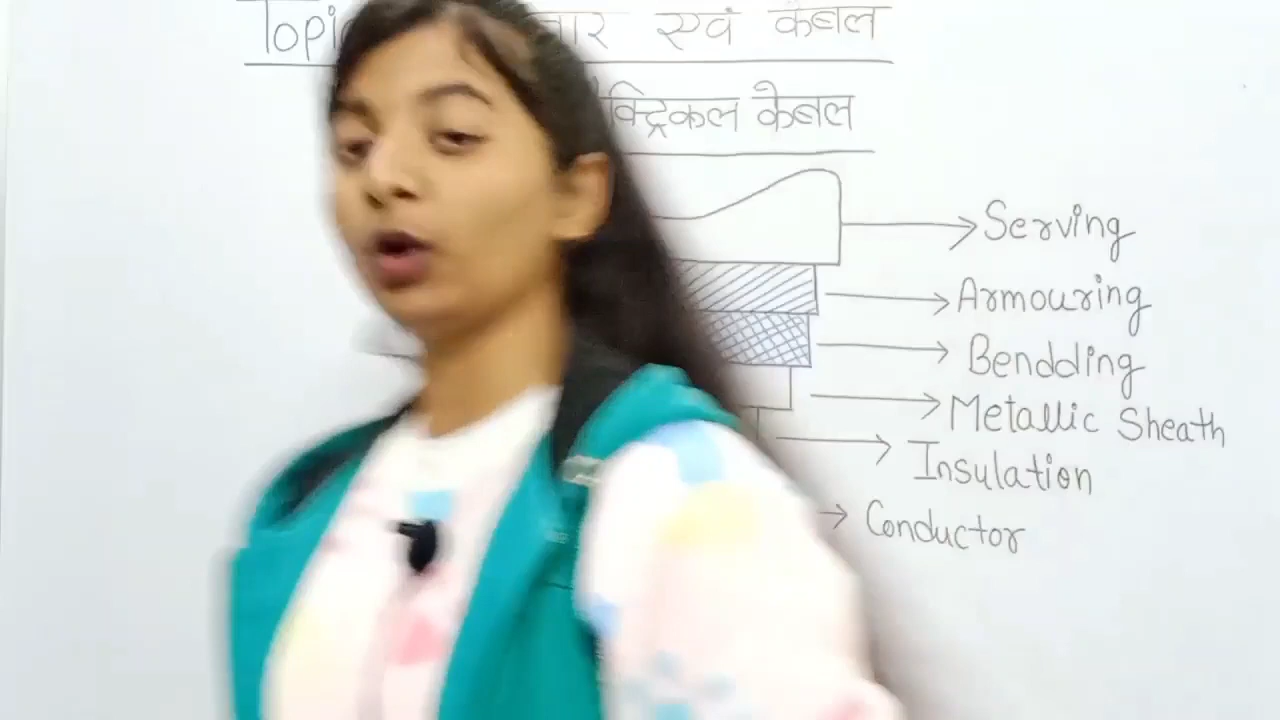 Topic तार एवं केबल
क्ट्रिकल केबल
Serving
Armouring
Bendding
Metallic Sheath
Insulation
Conductor